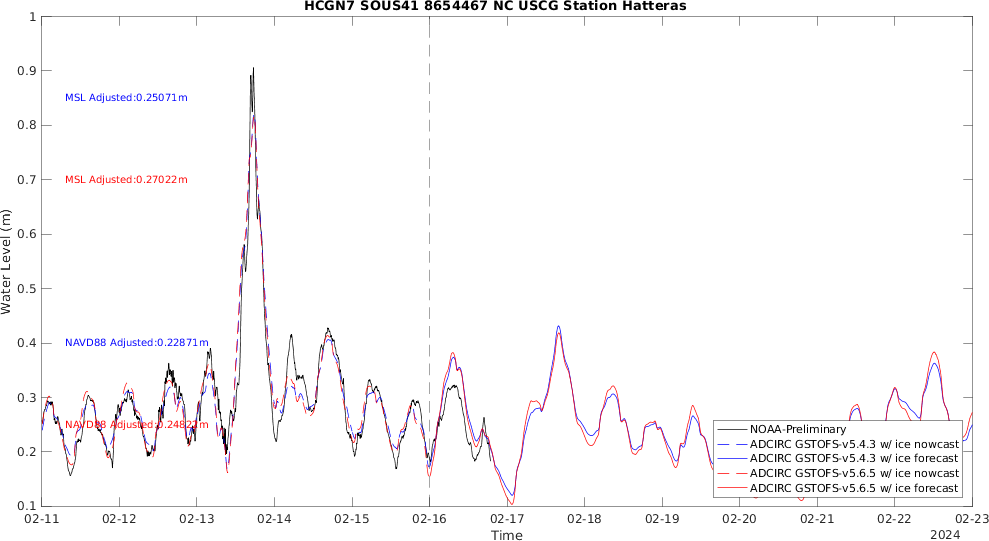 HCGN7 SOUS41 8654467 NC USCG Station Hatteras
1
0.9
0.8
0.7
0.6
0.5
0.4
0.3
0.2
0.1
Water Level (m)
MSL Adjusted:0.25071m
MSL Adjusted:0.27022m
NAVD88 Adjusted:0.22871m
NAVD88 Adjusted:0.24821m
NOAA-Preliminary
ADCIRC GSTOFS-v5.4.3 w/ ice nowcast
ADCIRC GSTOFS-v5.4.3 w/ ice forecast
ADCIRC GSTOFS-v5.6.5 w/ ice nowcast
ADCIRC GSTOFS-v5.6.5 w/ ice forecast
02-11 02-12 02-13 02-14 02-15 02-16 02-17 02-18 02-19 02-20 02-21 02-22 02-23
Time
2024